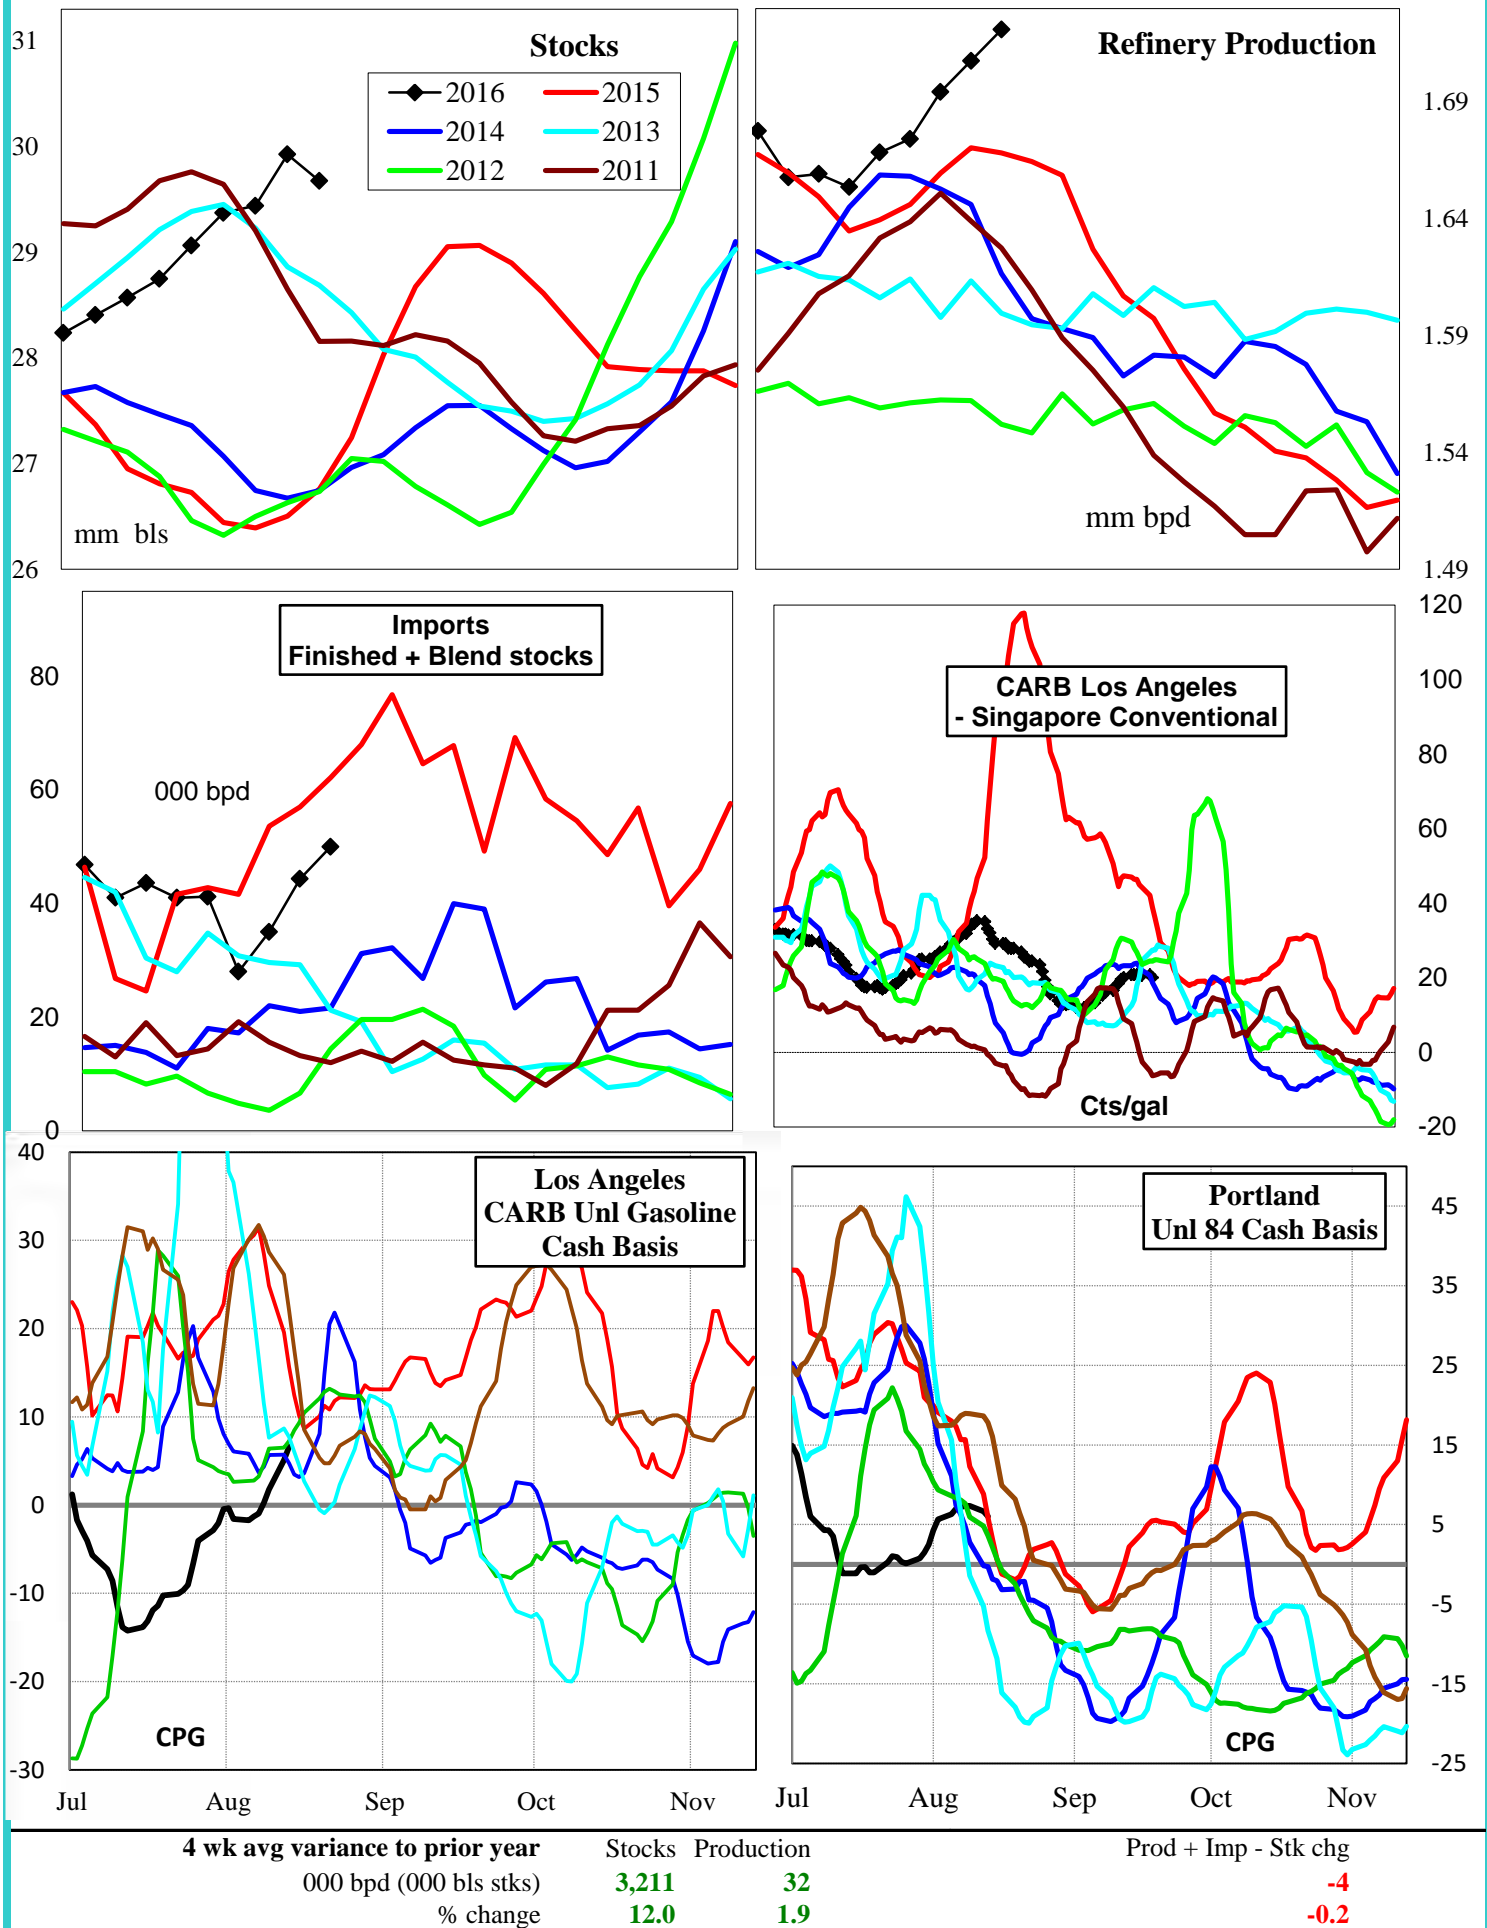 Stocks
2016
2015
2014
2013
2012
2011
31
30
29
28
27
26
mm bls
Refinery Production
1.69
1.64
1.59
1.54
1.49
mm bpd
Imports
Finished + Blend stocks
80
60
40
20
0
000 bpd
CARB Los Angeles
- Singapore Conventional
120
100
80
60
40
20
0
-20
Cts/gal
Los Angeles
CARB Unl Gasoline
Cash Basis
40
30
20
10
0
-10
-20
-30
CPG
Jul Aug Sep Oct Nov
Portland
Unl 84 Cash Basis
45
35
25
15
5
-5
-15
-25
CPG
Jul Aug Sep Oct Nov
4 wk avg variance to prior year Stocks Production Prod + Imp - Stk chg
000 bpd (000 bls stks) 3,211 32 -4
% change 12.0 1.9 -0.2